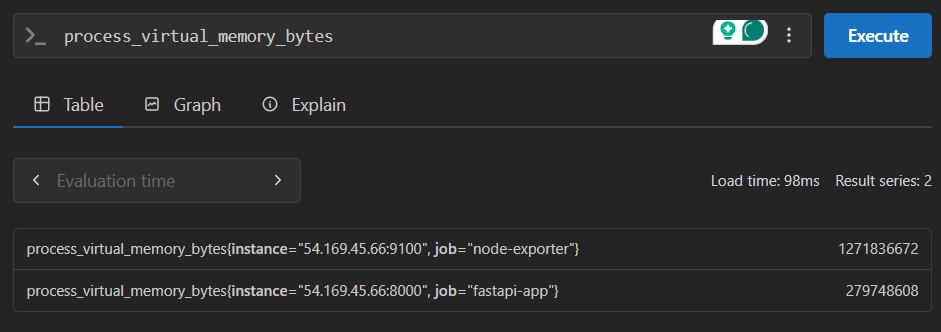 process_virtual_memory_bytes
Execute
Table Graph Explain
Evaluation time
Load time: 98ms Result series: 2
process_virtual_memory_bytes{instance="54.169.45.66:9100", job="node-exporter"} 1271836672
process_virtual_memory_bytes{instance="54.169.45.66:8000", job="fastapi-app"} 279748608